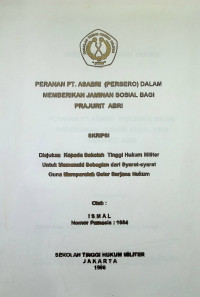 PERANAN PT. ASABRI (PERSERO) DALAM
MEMBERIKAN JAMINAN SOSIAL BAGI
PRAJURIT ABRI
SKRIPSI
Diajukan Kepada Sekolah Tinggi Hukum Militer
Untuk Memenuhi Sebagian dari Syarat-syarat
Guna Memperoleh Gelar Sarjana Hukum
Oleh :
ISMAL
Nomor Pokok : 1684
SEKOLAH TINGGI HUKUM MILITER
JAKARTA